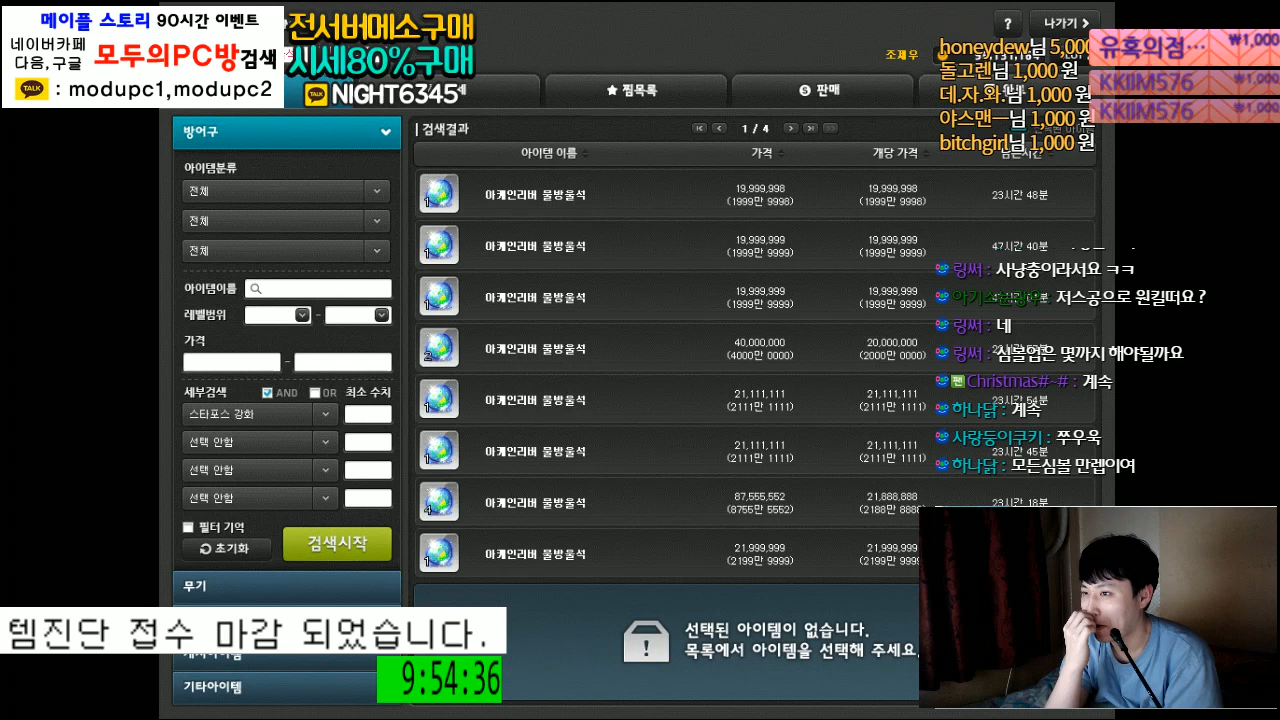 메이플 스토리 90시간 이벤트
네이버카페
다음,구글 모두의PC방검색
TALK : modupc1,modupc2
전서버메소구매
시세80%구매
TALK NIGHT6345
?
나가기 >
조제우
★ 찜목록
판매
honeydew님 5,000
돌고렌님 1,000 원
데.자.와.님 1,000 원
야스맨ㅡ님 1,000 원
bitchgirl님 1,000 원
유혹의점… ₩1,000
KKIIM576 ₩1,000
KKIIM576 ₩1,000
방어구
아이템분류
전체
전체
전체
아이템이름
레벨범위 -
가격
-
세부검색 AND OR 최소 수치
스타포스 강화
선택 안함
선택 안함
선택 안함
필터 기억
초기화
검색시작
무기
기타아이템
검색결과
1 / 4
아이템 이름 가격 개당 가격
1 아케인리버 물방울석 19,999,998 19,999,998 23시간 48분
(1999만 9998) (1999만 9998)
1 아케인리버 물방울석 19,999,999 19,999,999 47시간 40분
(1999만 9999) (1999만 9999)
1 아케인리버 물방울석 19,999,999 19,999,999
(1999만 9999) (1999만 9999)
2 아케인리버 물방울석 40,000,000 20,000,000
(4000만 0000) (2000만 0000)
1 아케인리버 물방울석 21,111,111 21,111,111
(2111만 1111) (2111만 1111)
1 아케인리버 물방울석 21,111,111 21,111,111 23시간 45분
(2111만 1111) (2111만 1111)
4 아케인리버 물방울석 87,555,552 21,888,888 23시간 18분
(8755만 5552) (2188만 8888)
1 아케인리버 물방울석 21,999,999 21,999,999
(2199만 9999)
링써 : 사냥충이라서요 ㅋㅋ
: 저스공으로 원킬떠요 ?
링써 : 네
링써 : 심볼업은 몇까지 해야될까요
팬 Christmas#~# : 계속
하나닭 : 계속
사랑둥이쿠키 : 쭈우욱
하나닭 : 모든심볼 만렙이여
선택된 아이템이 없습니다.
목록에서 아이템을 선택해 주세요.
템진단 접수 마감 되었습니다.
9:54:36